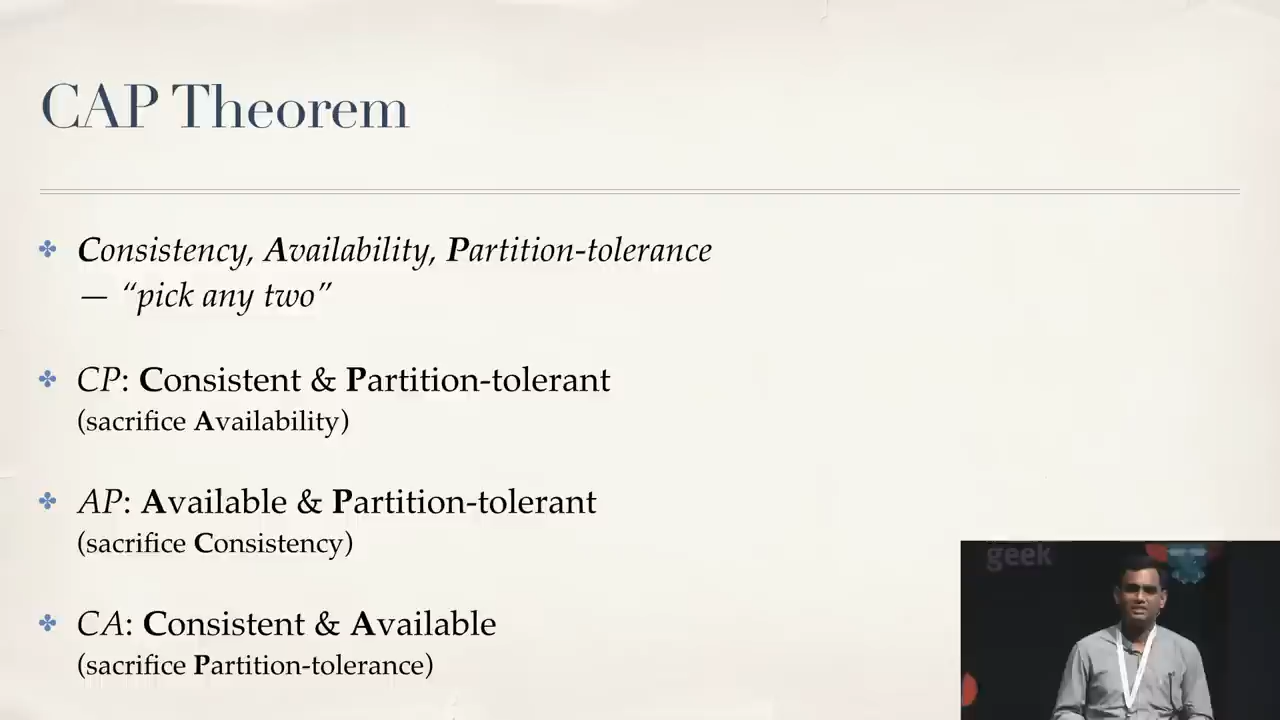 CAP Theorem
Consistency, Availability, Partition-tolerance
— “pick any two”
CP: Consistent & Partition-tolerant
(sacrifice Availability)
AP: Available & Partition-tolerant
(sacrifice Consistency)
CA: Consistent & Available
(sacrifice Partition-tolerance)
geek